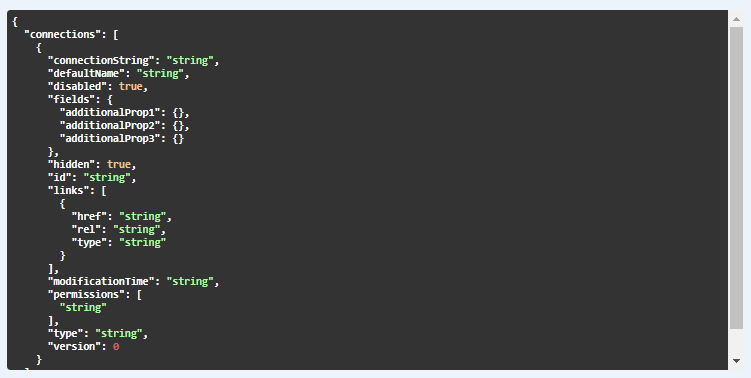 {
  "connections": [
    {
      "connectionString": "string",
      "defaultName": "string",
      "disabled": true,
      "fields": {
        "additionalProp1": {},
        "additionalProp2": {},
        "additionalProp3": {}
      },
      "hidden": true,
      "id": "string",
      "links": [
        {
          "href": "string",
          "rel": "string",
          "type": "string"
        }
      ],
      "modificationTime": "string",
      "permissions": [
        "string"
      ],
      "type": "string",
      "version": 0
    }